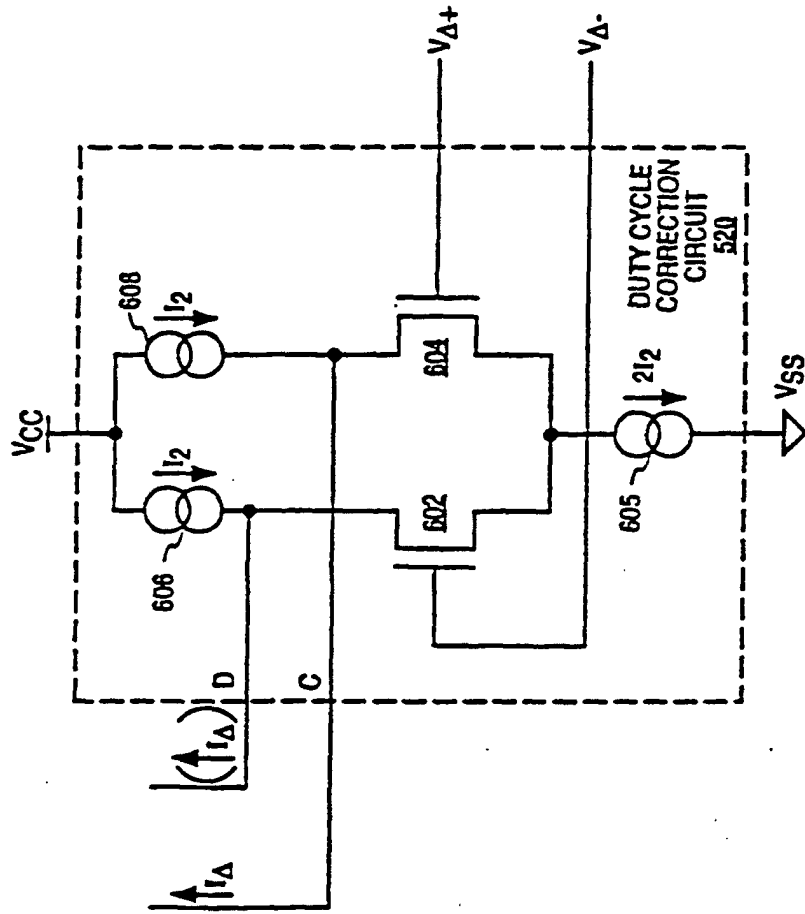 VCC
608
I2
I2
606
D
C
(IΔ)
IΔ
604
602
VΔ+
VΔ-
2I2
605
DUTY CYCLE
CORRECTION
CIRCUIT
520
VSS